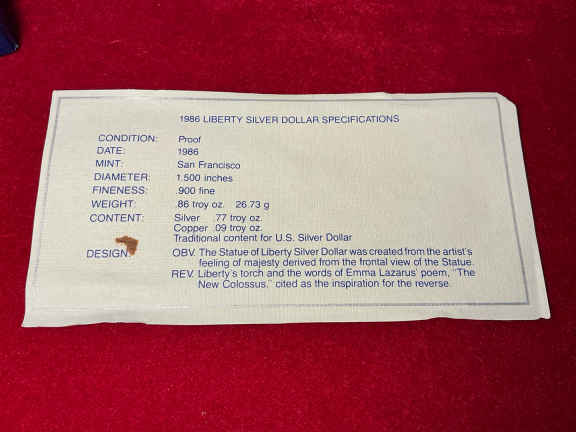 1986 LIBERTY SILVER DOLLAR SPECIFICATIONS
CONDITION: Proof
DATE: 1986
MINT: San Francisco
DIAMETER: 1.500 inches
FINENESS: .900 fine
WEIGHT: .86 troy oz. 26.73 g
CONTENT: Silver .77 troy oz.
Copper .09 troy oz.
Traditional content for U.S. Silver Dollar
DESIGN: OBV. The Statue of Liberty Silver Dollar was created from the artist's
feeling of majesty derived from the frontal view of the Statue.
REV. Liberty's torch and the words of Emma Lazarus' poem, "The
New Colossus," cited as the inspiration for the reverse.